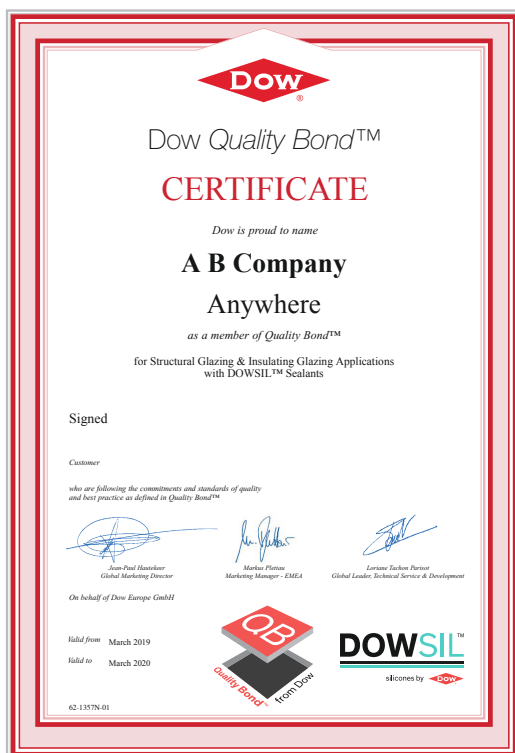 DOW
®
Dow Quality Bond™
CERTIFICATE
Dow is proud to name
A B Company
Anywhere
as a member of Quality Bond™
for Structural Glazing & Insulating Glazing Applications
with DOWSIL™ Sealants
Signed
Customer
who are following the commitments and standards of quality
and best practice as defined in Quality Bond™
Jean-Paul Hautekeer
Global Marketing Director
Markus Plettau
Marketing Manager - EMEA
Loriane Tachon Parisot
Global Leader, Technical Service & Development
On behalf of Dow Europe GmbH
Valid from March 2019
Valid to March 2020
QB
Quality Bond™
from Dow
DOWSIL™
silicones by DOW
62-1357N-01